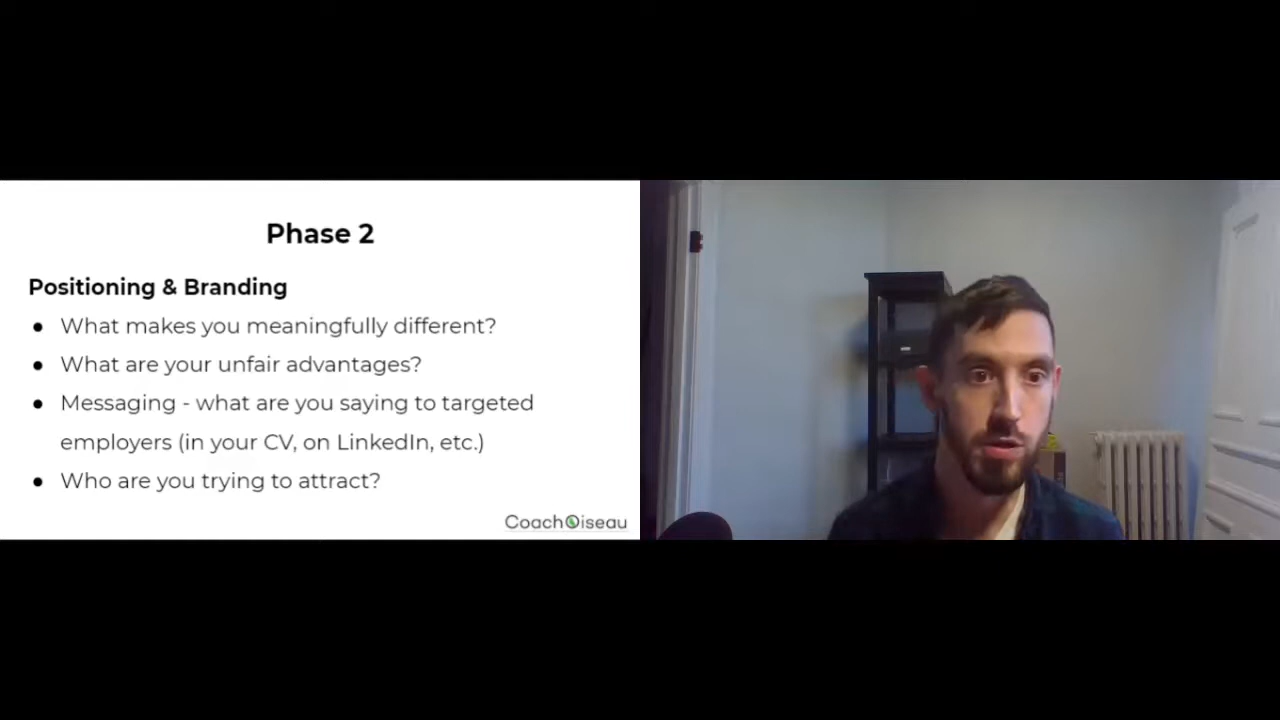 Phase 2
Positioning & Branding
● What makes you meaningfully different?
● What are your unfair advantages?
● Messaging - what are you saying to targeted
employers (in your CV, on LinkedIn, etc.)
● Who are you trying to attract?
CoachOiseau